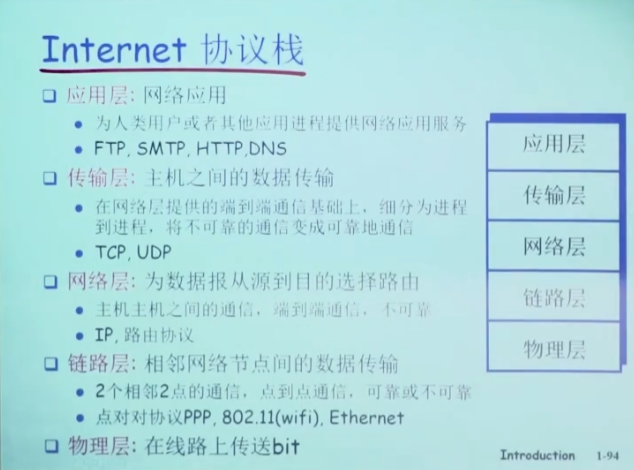 Internet 协议栈
应用层: 网络应用
为人类用户或者其他应用进程提供网络应用服务
FTP, SMTP, HTTP,DNS
传输层: 主机之间的数据传输
在网络层提供的端到端通信基础上，细分为进程
到进程，将不可靠的通信变成可靠地通信
TCP, UDP
网络层: 为数据报从源到目的选择路由
主机主机之间的通信，端到端通信，不可靠
IP, 路由协议
链路层: 相邻网络节点间的数据传输
2个相邻2点的通信，点到点通信，可靠或不可靠
点对对协议PPP, 802.11(wifi), Ethernet
物理层: 在线路上传送bit
应用层
传输层
网络层
链路层
物理层
Introduction 1-94